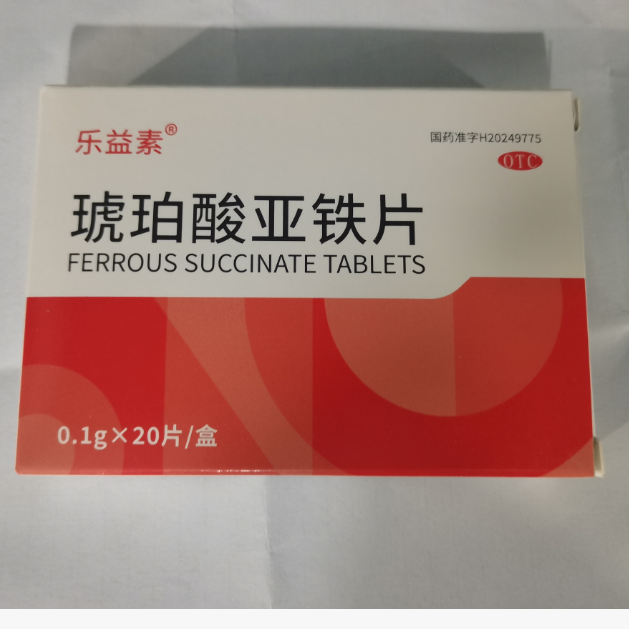 乐益素®
国药准字H20249775
OTC
琥珀酸亚铁片
FERROUS SUCCINATE TABLETS
0.1g×20片/盒